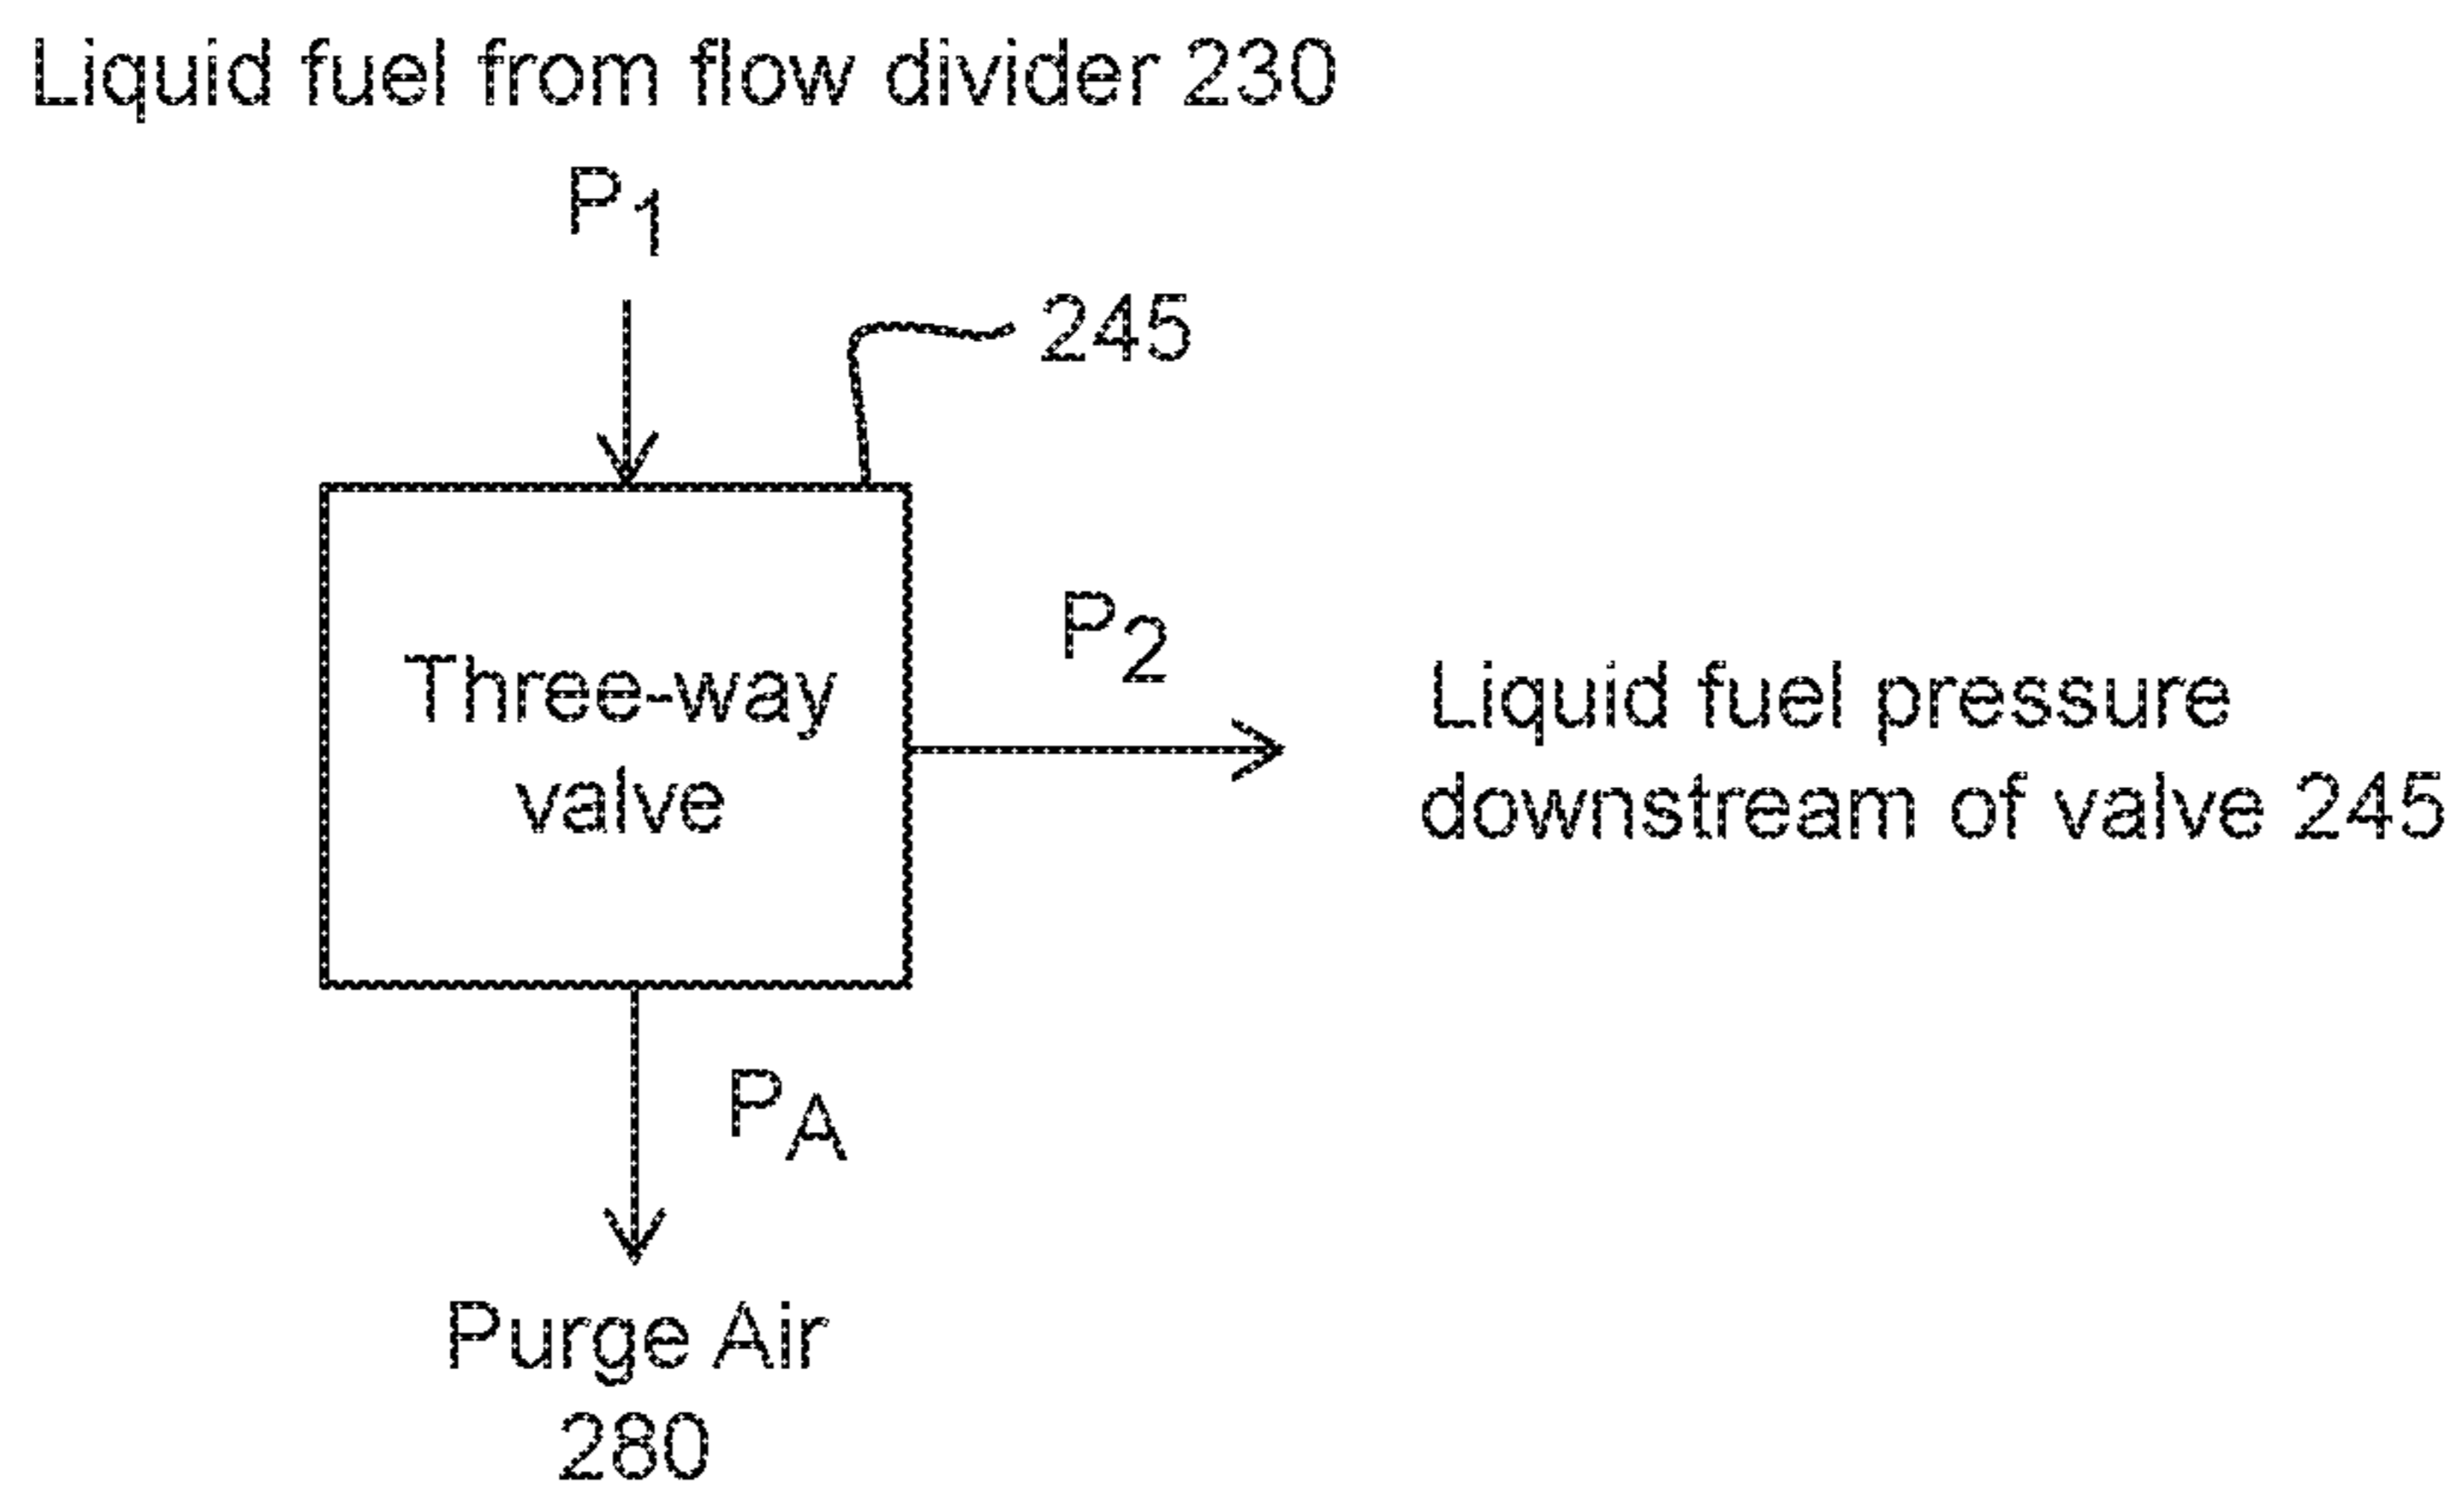 Liquid fuel from flow divider 230
P1
245
Three-way
valve
P2
Liquid fuel pressure
downstream of valve 245
PA
Purge Air
280